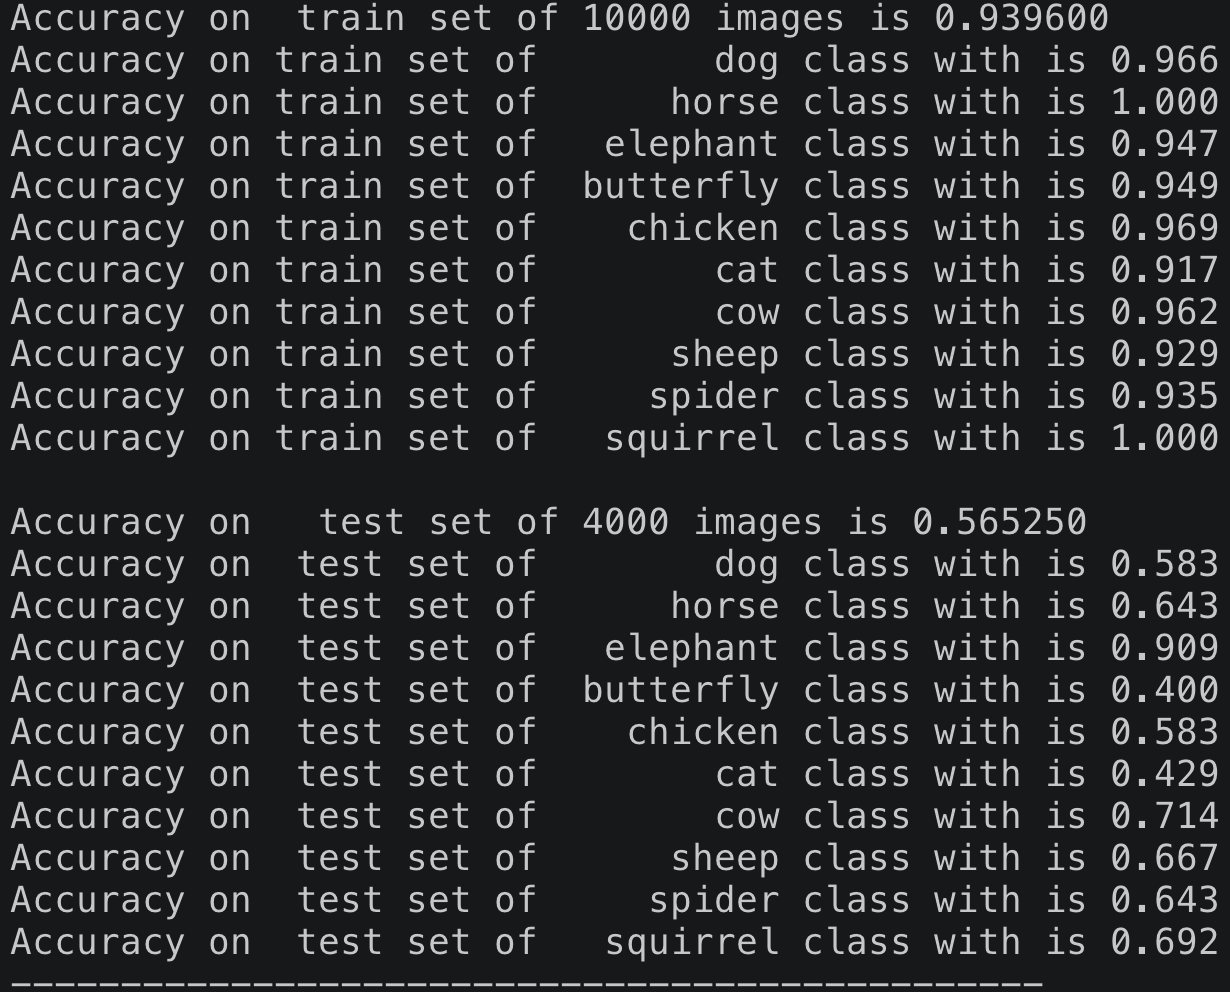 Accuracy on  train set of 10000 images is 0.939600
Accuracy on train set of        dog class with is 0.966
Accuracy on train set of      horse class with is 1.000
Accuracy on train set of   elephant class with is 0.947
Accuracy on train set of  butterfly class with is 0.949
Accuracy on train set of    chicken class with is 0.969
Accuracy on train set of        cat class with is 0.917
Accuracy on train set of        cow class with is 0.962
Accuracy on train set of      sheep class with is 0.929
Accuracy on train set of     spider class with is 0.935
Accuracy on train set of   squirrel class with is 1.000

Accuracy on   test set of 4000 images is 0.565250
Accuracy on  test set of        dog class with is 0.583
Accuracy on  test set of      horse class with is 0.643
Accuracy on  test set of   elephant class with is 0.909
Accuracy on  test set of  butterfly class with is 0.400
Accuracy on  test set of    chicken class with is 0.583
Accuracy on  test set of        cat class with is 0.429
Accuracy on  test set of        cow class with is 0.714
Accuracy on  test set of      sheep class with is 0.667
Accuracy on  test set of     spider class with is 0.643
Accuracy on  test set of   squirrel class with is 0.692
-----------------------------------------------